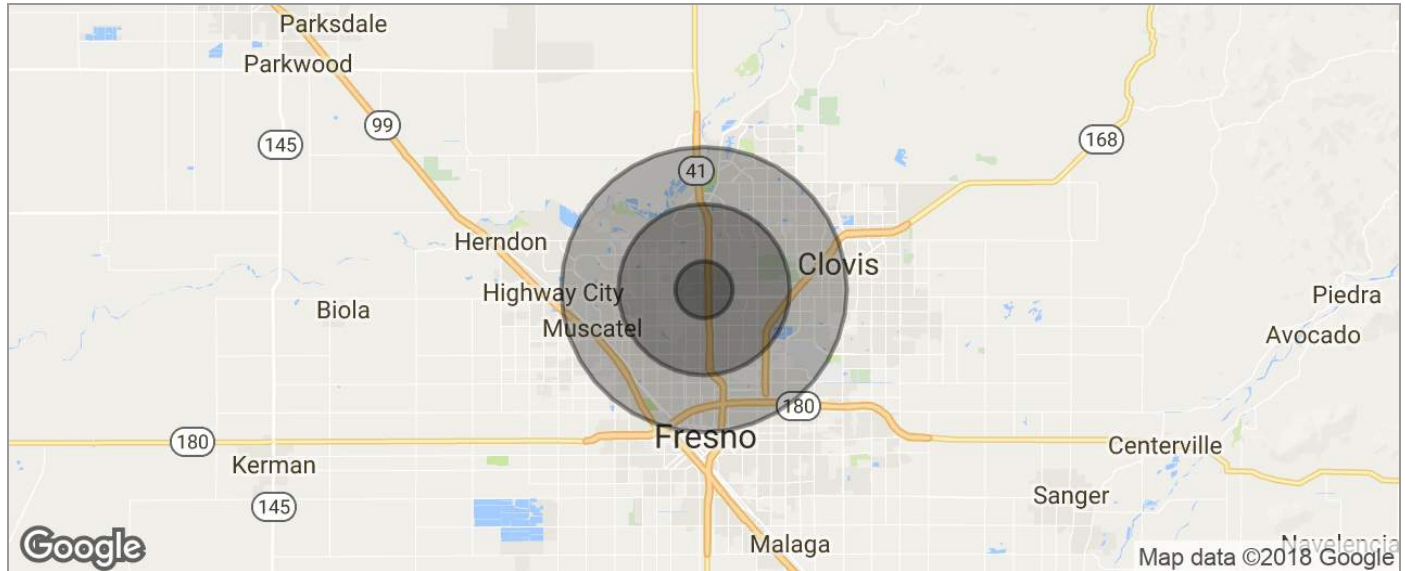 Parksdale
Parkwood
99
145
168
41
Herndon
Clovis
Highway City
Piedra
Biola
Muscatel
Avocado
180
Fresno
180
Centerville
Kerman
Sanger
145
Malaga
Navelencia
Google
Map data ©2018 Google